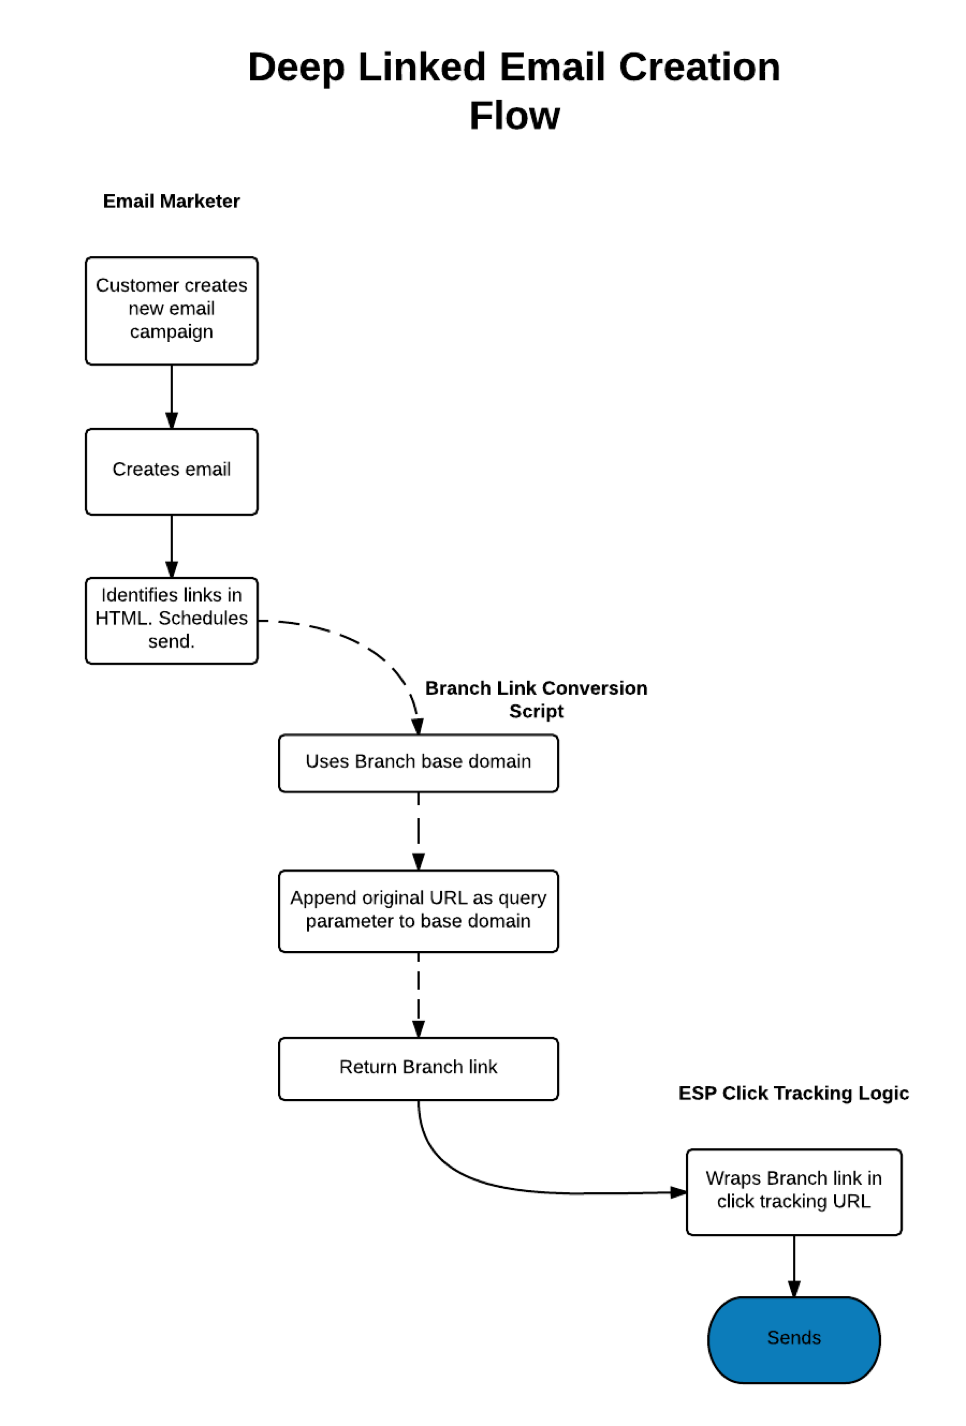 Deep Linked Email Creation
Flow
Email Marketer
Customer creates
new email
campaign
Creates email
Identifies links in
HTML. Schedules
send.
Branch Link Conversion
Script
Uses Branch base domain
Append original URL as query
parameter to base domain
Return Branch link
ESP Click Tracking Logic
Wraps Branch link in
click tracking URL
Sends